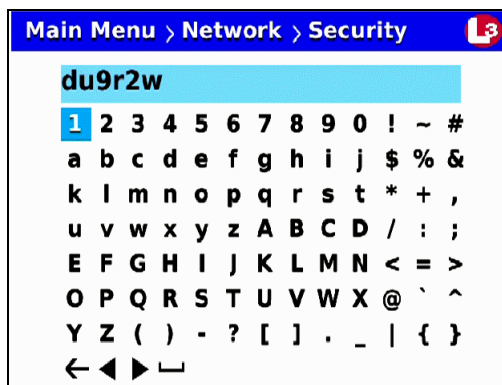 Main Menu > Network > Security L3
du9r2w
1 2 3 4 5 6 7 8 9 0 ! ~ #
a b c d e f g h i j $ % &
k l m n o p q r s t * + ,
u v w x y z A B C D / : ;
E F G H I J K L M N < = >
O P Q R S T U V W X @ ` ^
Y Z ( ) - ? [ ] . _ | { }
← ◀ ▶ ⎵